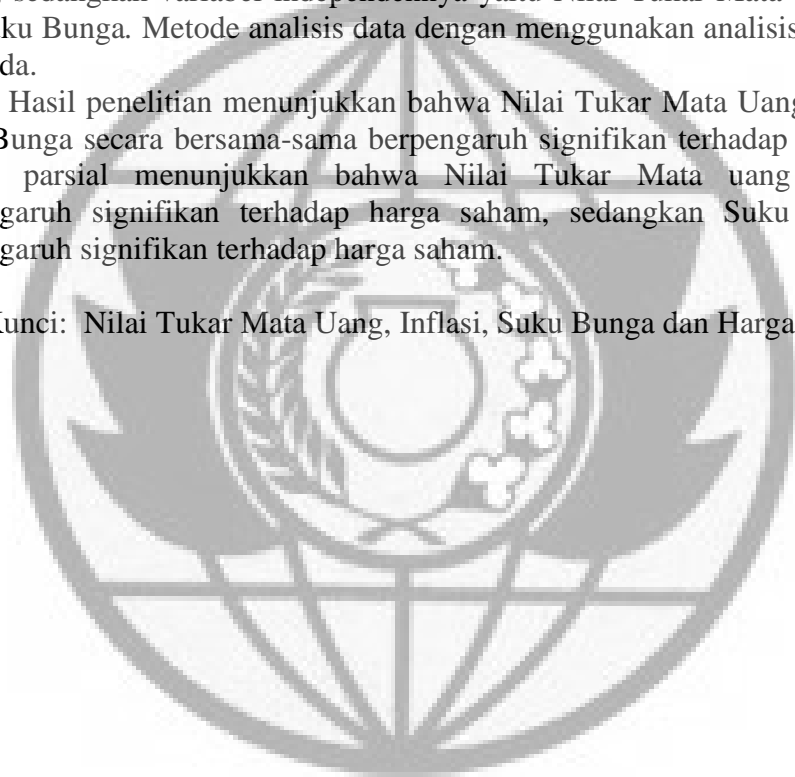 sedangkan variabel independennya yaitu Nilai Tukar Mata
uku Bunga. Metode analisis data dengan menggunakan analisis
da.
Hasil penelitian menunjukkan bahwa Nilai Tukar Mata Uang
Bunga secara bersama-sama berpengaruh signifikan terhadap
parsial menunjukkan bahwa Nilai Tukar Mata uang
garuh signifikan terhadap harga saham, sedangkan Suku
garuh signifikan terhadap harga saham.
Kunci: Nilai Tukar Mata Uang, Inflasi, Suku Bunga dan Harga